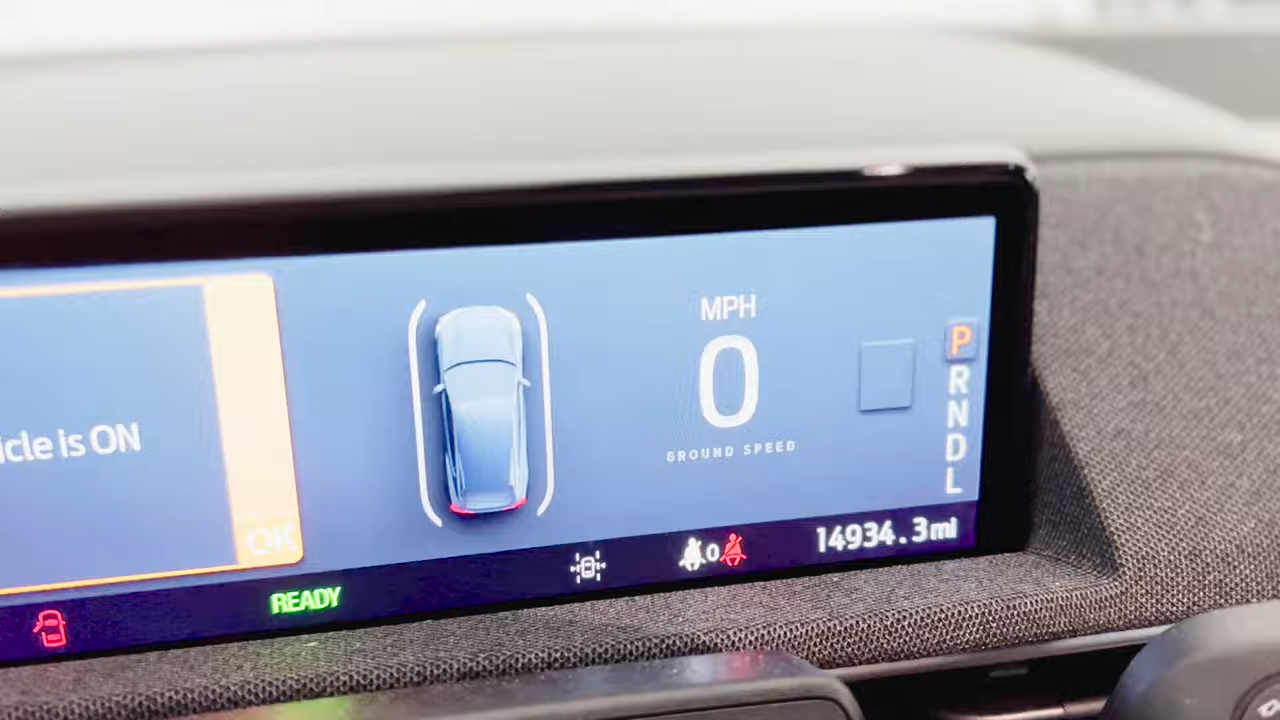 icle is ON
OK
MPH
0
GROUND SPEED
P
R
N
D
L
READY
0
14934.3mi